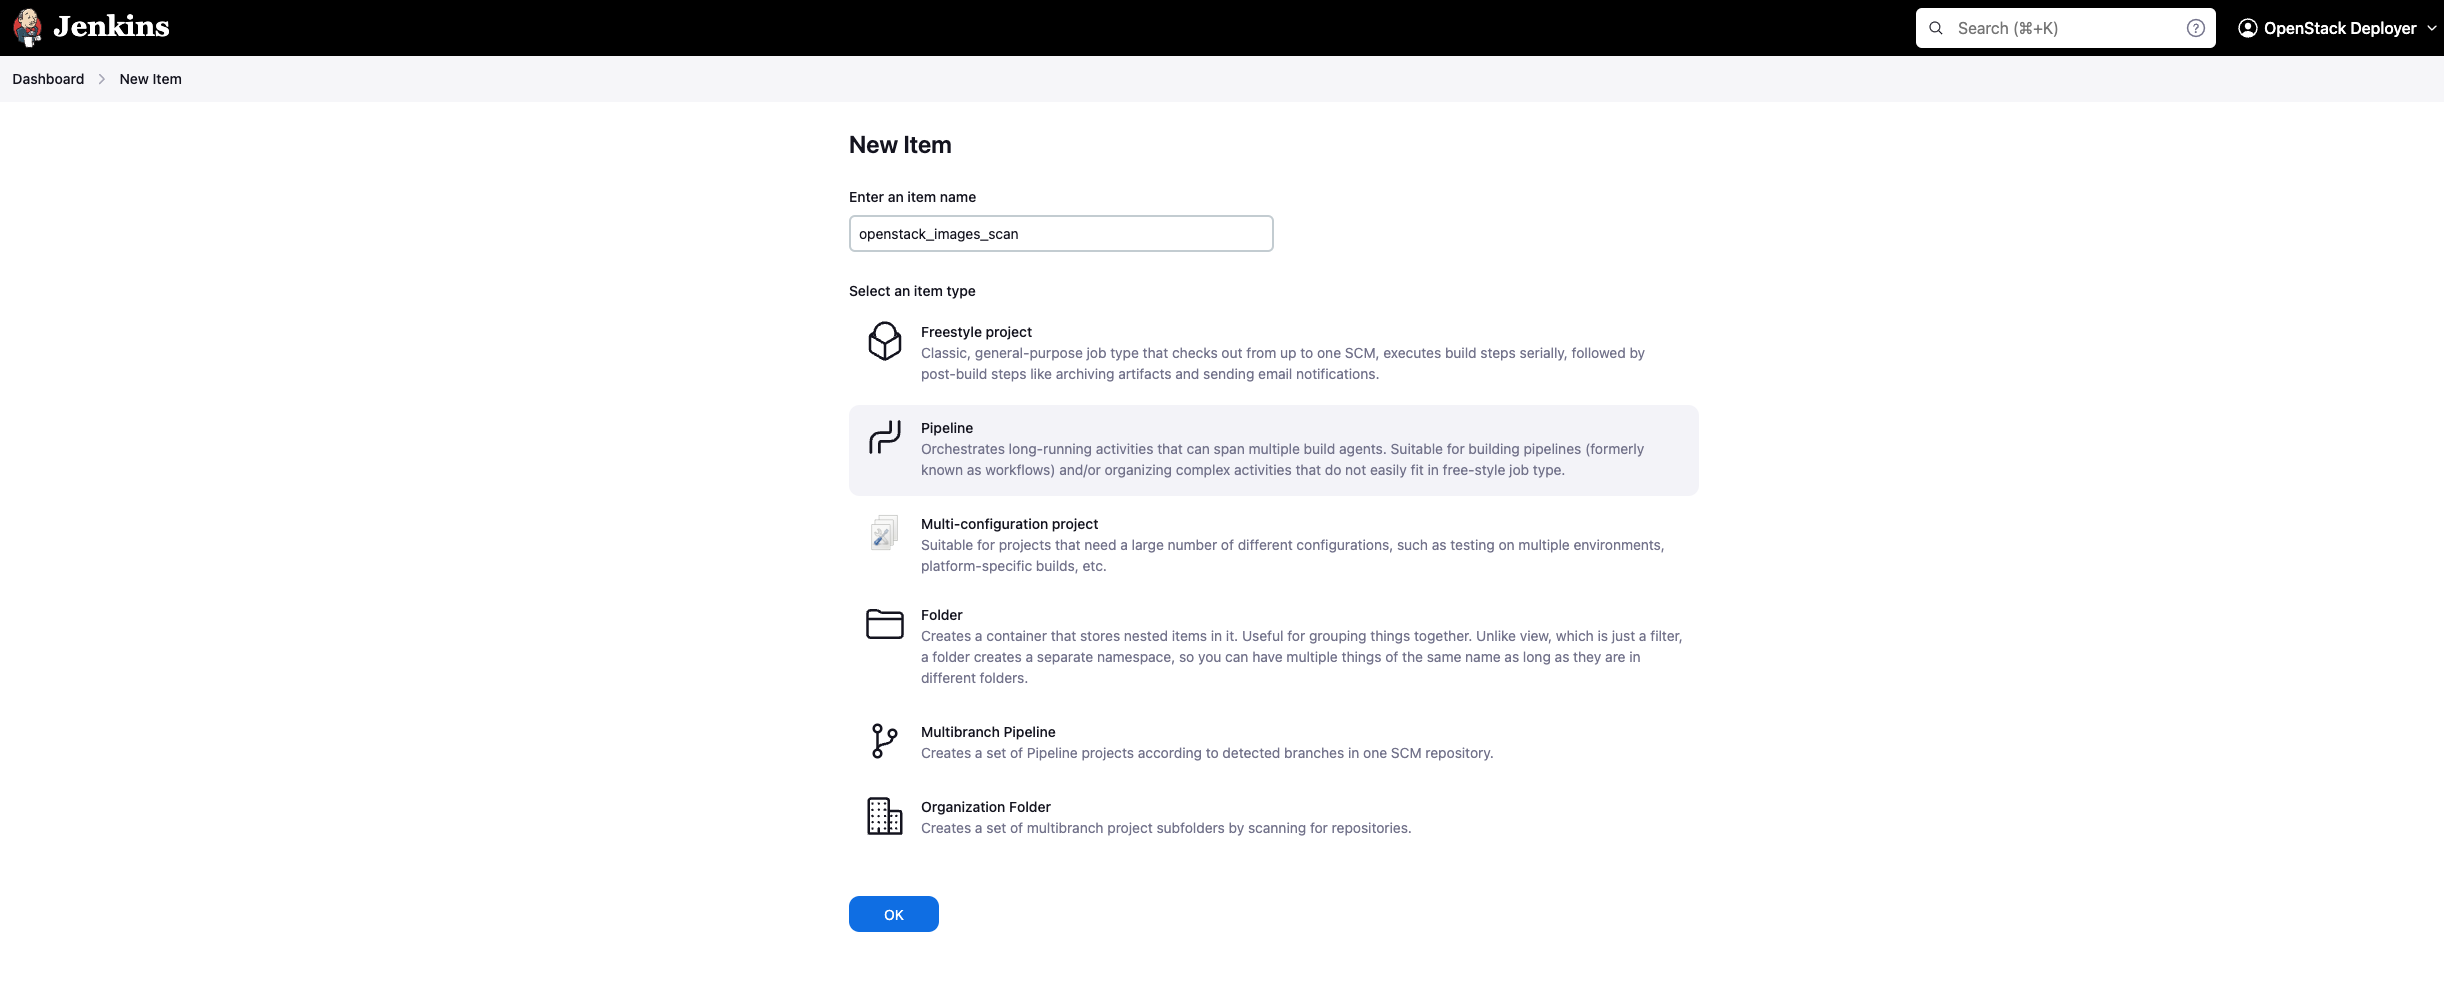 Jenkins
Search (⌘+K)
OpenStack Deployer
Dashboard
New Item
New Item
Enter an item name
openstack_images_scan
Select an item type
Freestyle project
Classic, general-purpose job type that checks out from up to one SCM, executes build steps serially, followed by
post-build steps like archiving artifacts and sending email notifications.
Pipeline
Orchestrates long-running activities that can span multiple build agents. Suitable for building pipelines (formerly
known as workflows) and/or organizing complex activities that do not easily fit in free-style job type.
Multi-configuration project
Suitable for projects that need a large number of different configurations, such as testing on multiple environments,
platform-specific builds, etc.
Folder
Creates a container that stores nested items in it. Useful for grouping things together. Unlike view, which is just a filter,
a folder creates a separate namespace, so you can have multiple things of the same name as long as they are in
different folders.
Multibranch Pipeline
Creates a set of Pipeline projects according to detected branches in one SCM repository.
Organization Folder
Creates a set of multibranch project subfolders by scanning for repositories.
OK